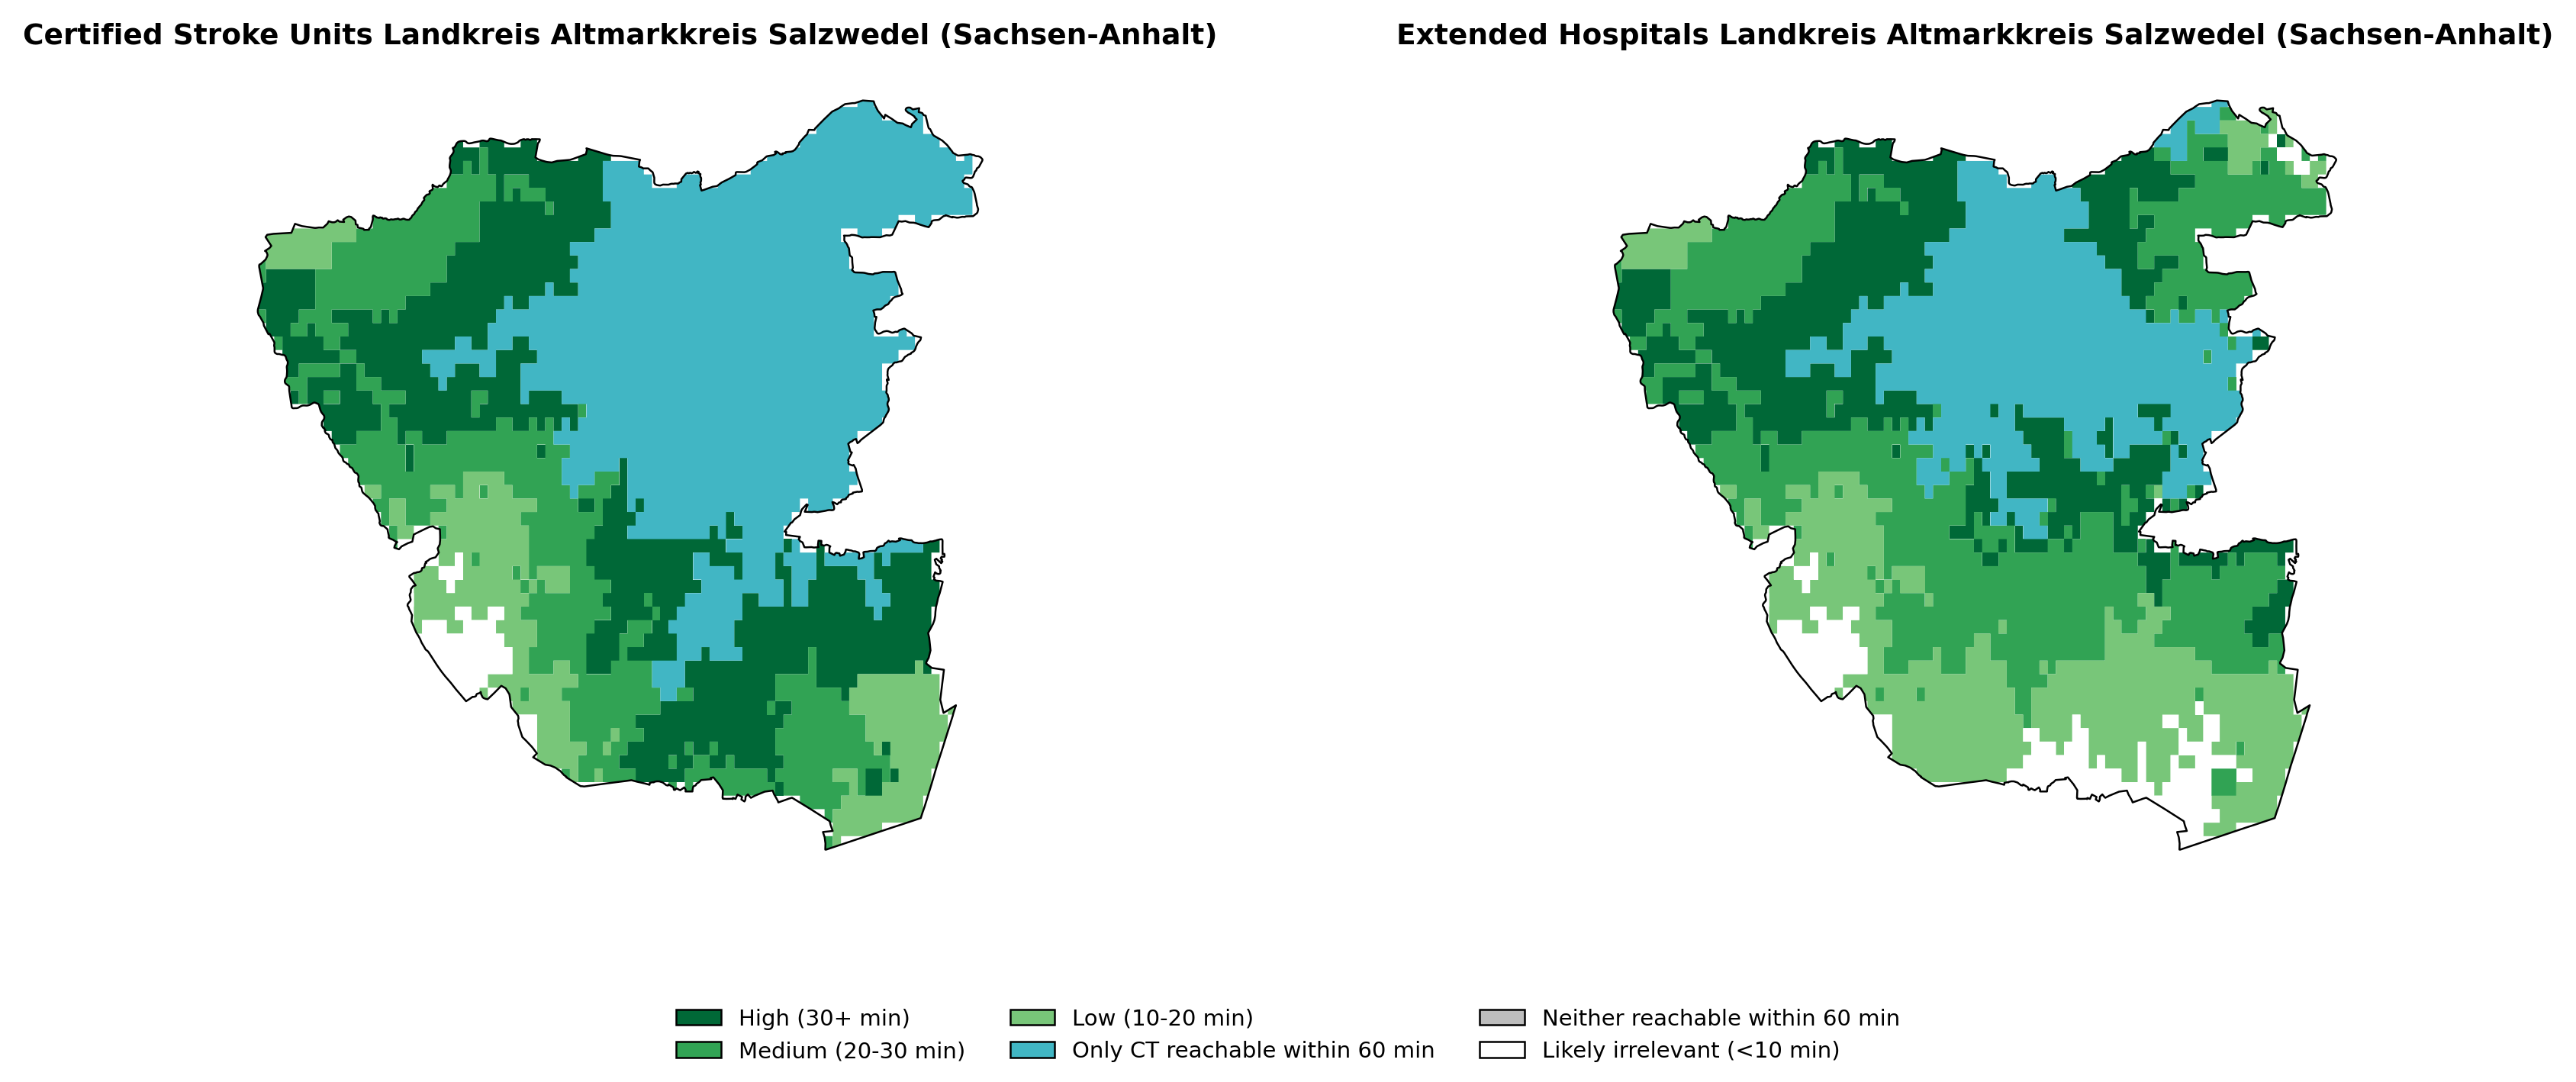 Certified Stroke Units Landkreis Altmarkkreis Salzwedel (Sachsen-Anhalt)
Extended Hospitals Landkreis Altmarkkreis Salzwedel (Sachsen-Anhalt)
High (30+ min)
Medium (20-30 min)
Low (10-20 min)
Only CT reachable within 60 min
Neither reachable within 60 min
Likely irrelevant (<10 min)